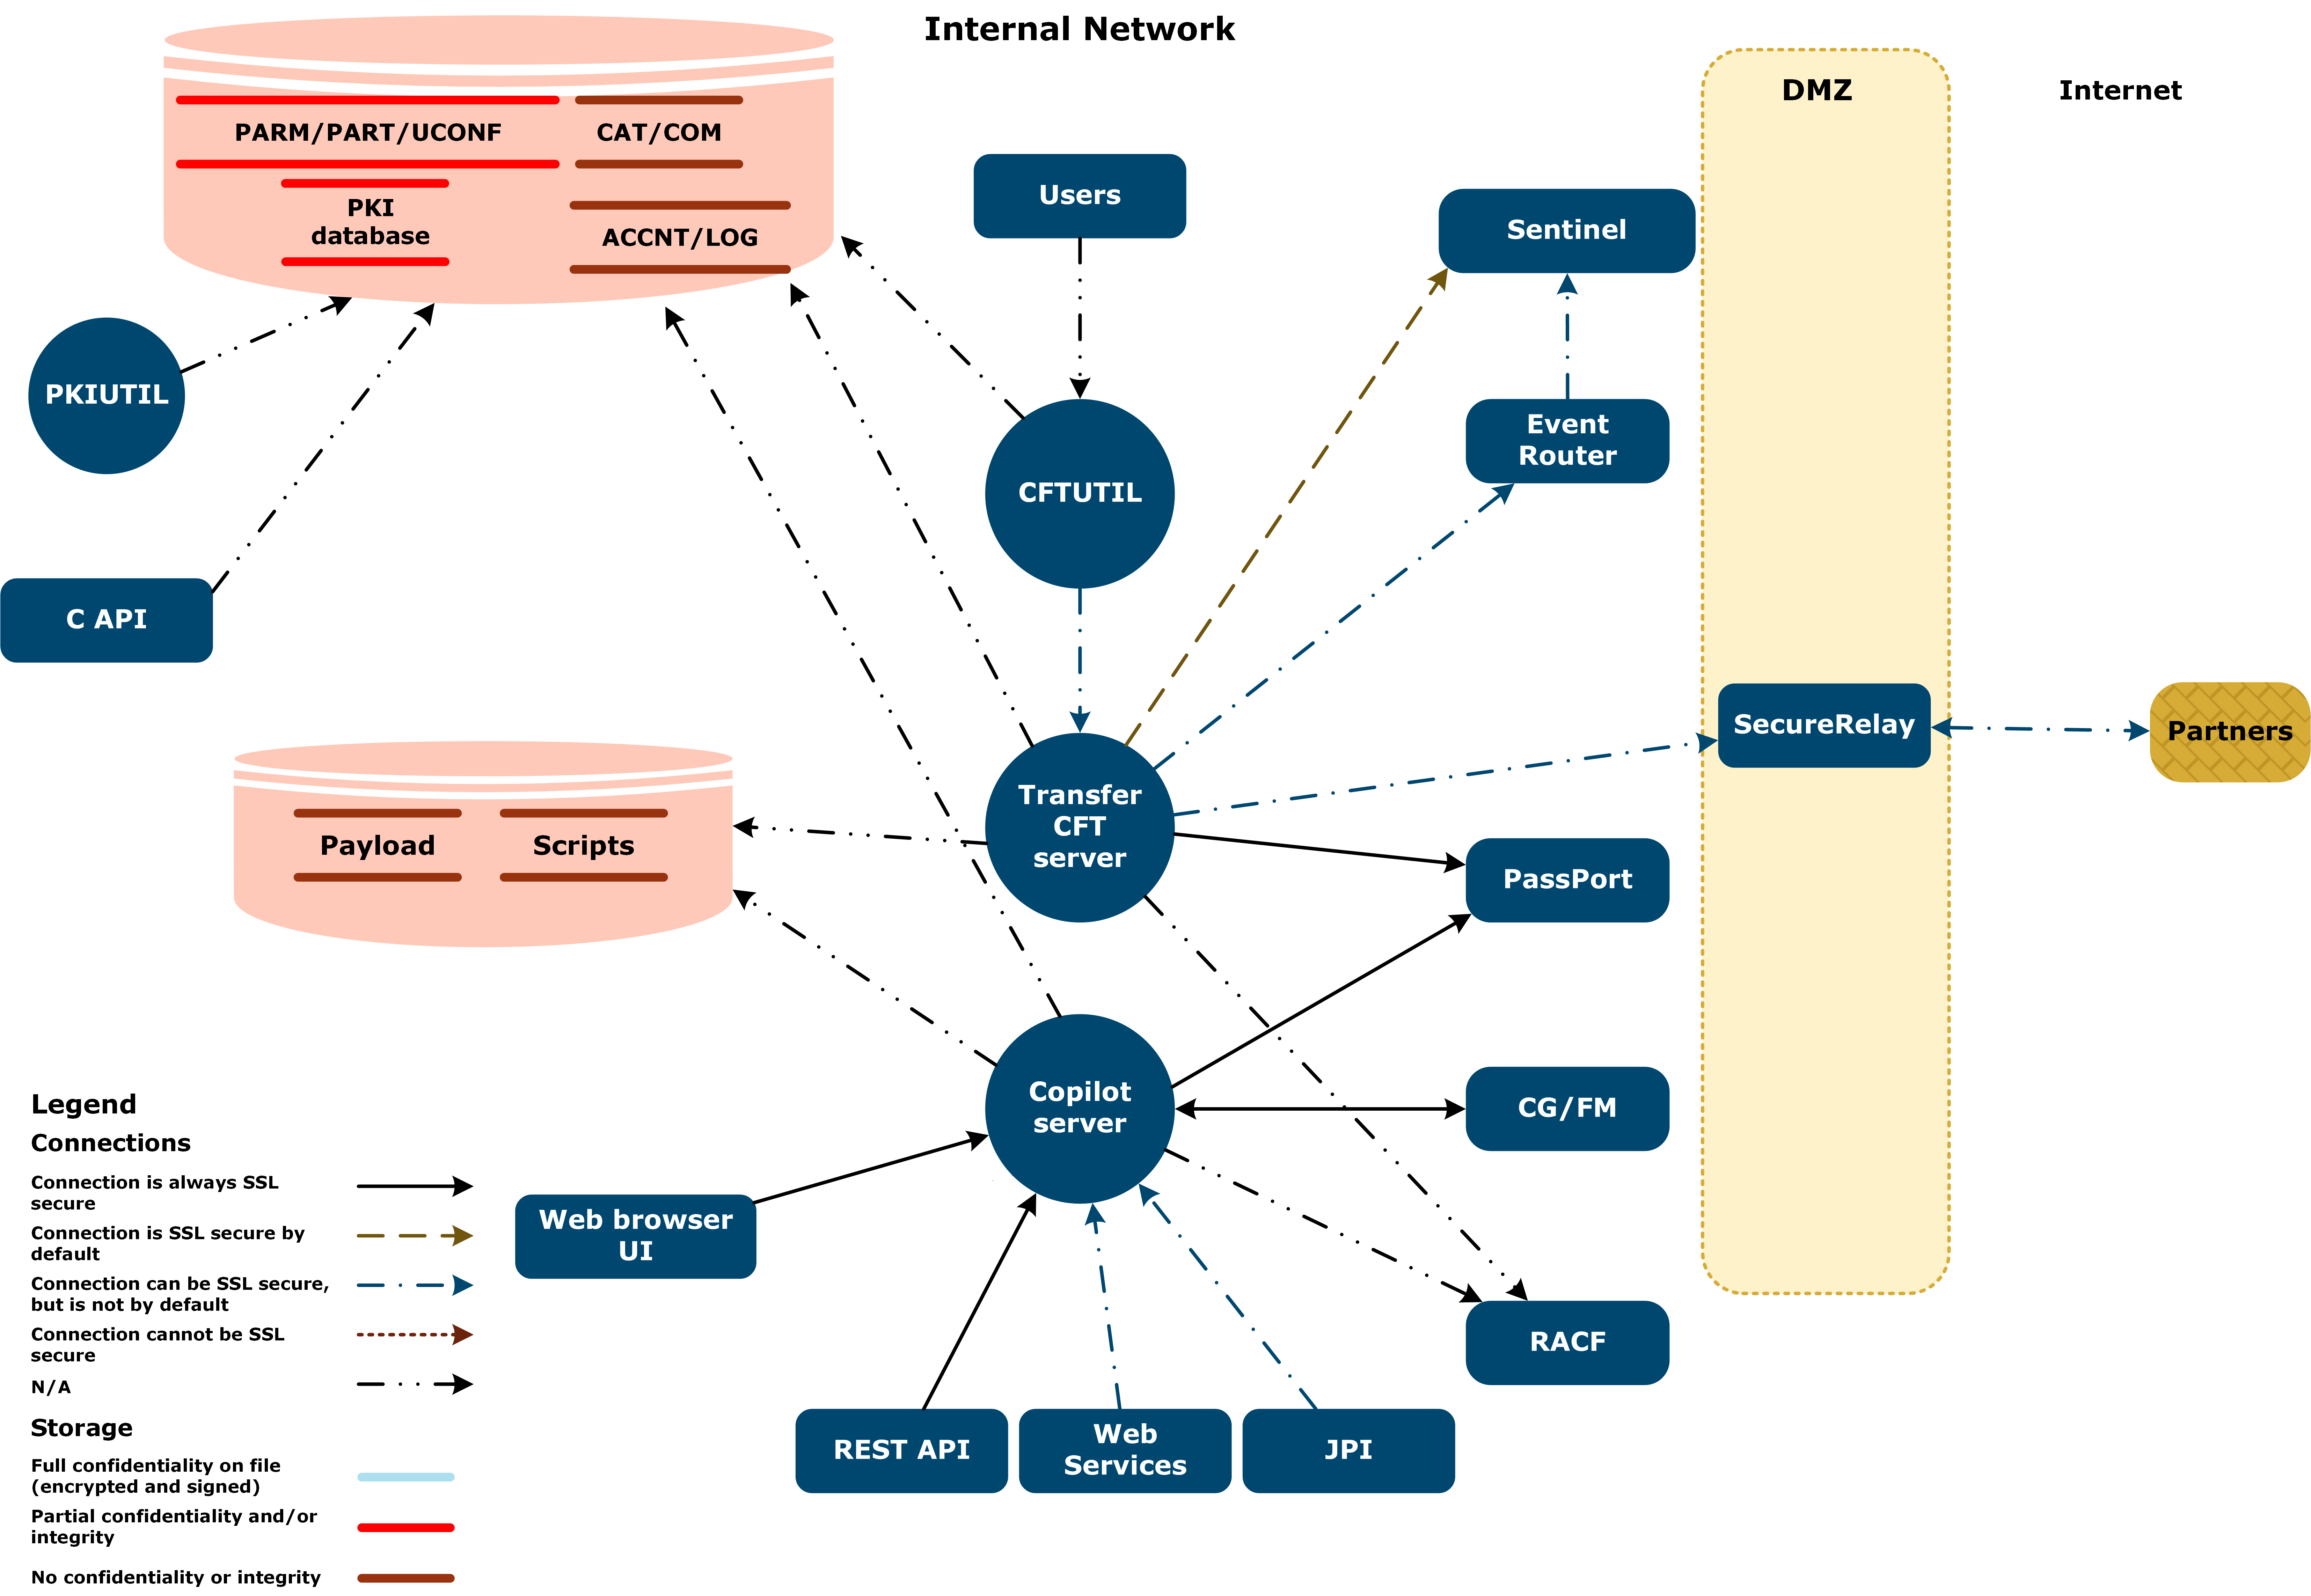 Internal Network
DMZ
Internet
PARM/PART/UCONF
CAT/COM
PKI
database
ACCNT/LOG
Users
Sentinel
PKIUTIL
Event
Router
CFTUTIL
C API
SecureRelay
Partners
Transfer
CFT
server
Payload
Scripts
PassPort
Copilot
server
CG/FM
Legend
Connections
Connection is always SSL
secure
Connection is SSL secure by
default
Connection can be SSL secure,
but is not by default
Connection cannot be SSL
secure
N/A
Web browser
UI
RACF
REST API
Web
Services
JPI
Storage
Full confidentiality on file
(encrypted and signed)
Partial confidentiality and/or
integrity
No confidentiality or integrity